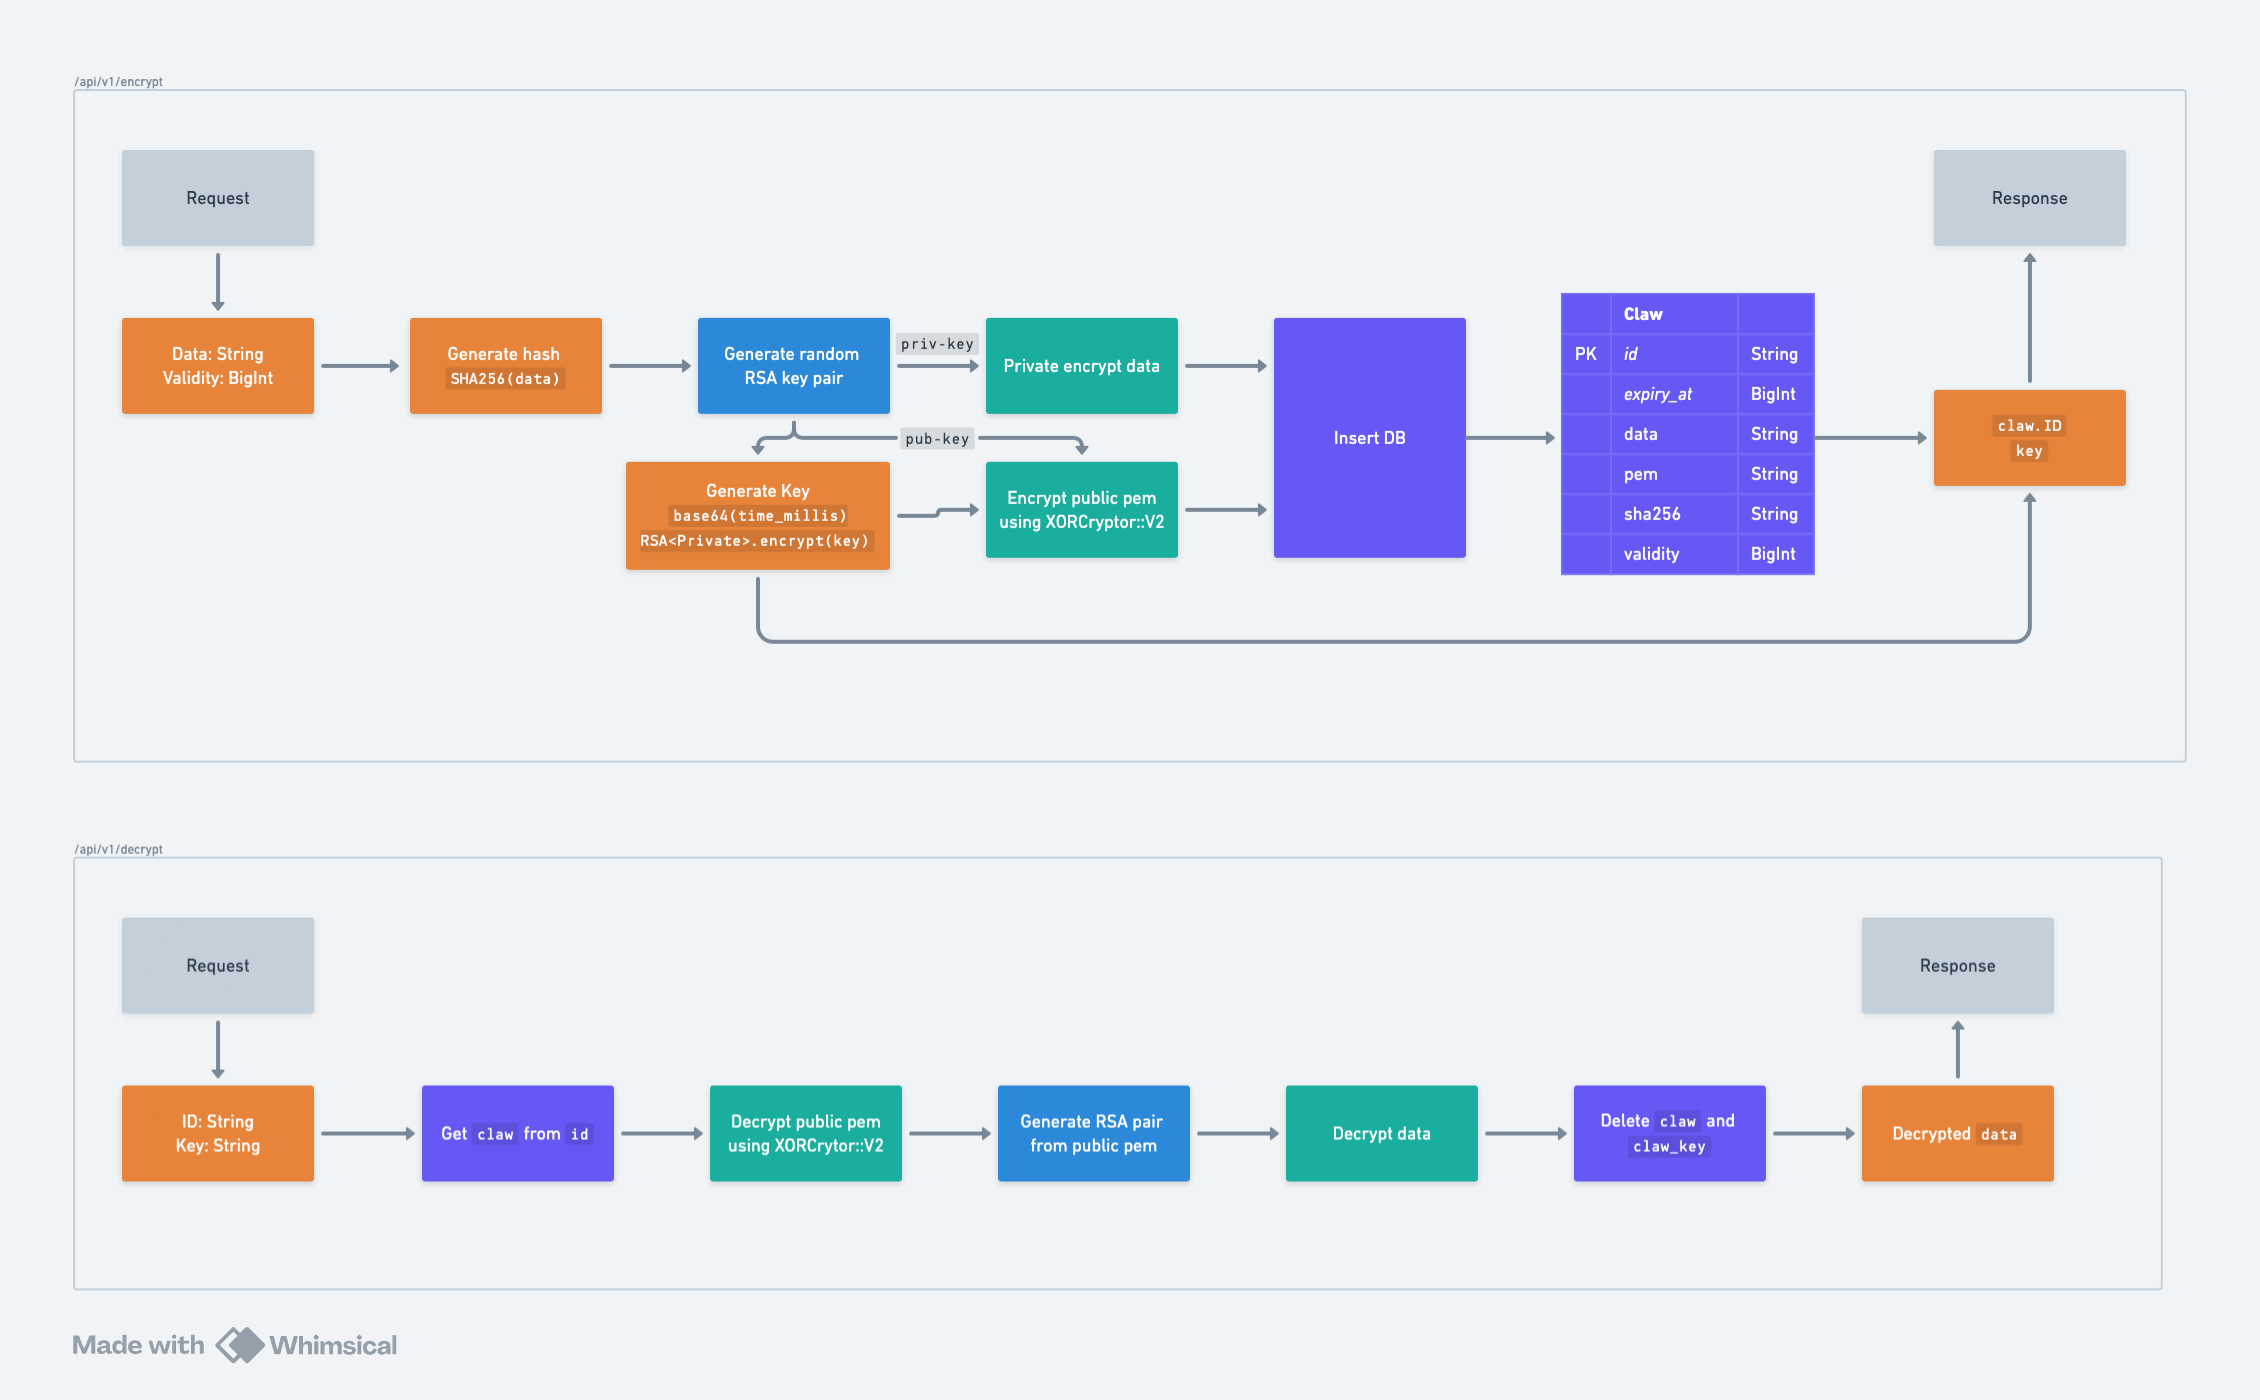 /api/v1/encrypt
Request
Response
Data: String
Validity: BigInt
Generate hash
SHA256(data)
Generate random
RSA key pair
priv-key
Private encrypt data
pub-key
Generate Key
base64(time_millis)
RSA<Private>.encrypt(key)
Encrypt public pem
using XORCryptor::V2
Insert DB
Claw
PK id String
expiry_at BigInt
data String
pem String
sha256 String
validity BigInt
claw.ID
key
/api/v1/decrypt
Request
Response
ID: String
Key: String
Get claw from id
Decrypt public pem
using XORCrytor::V2
Generate RSA pair
from public pem
Decrypt data
Delete claw and
claw_key
Decrypted data
Made with Whimsical